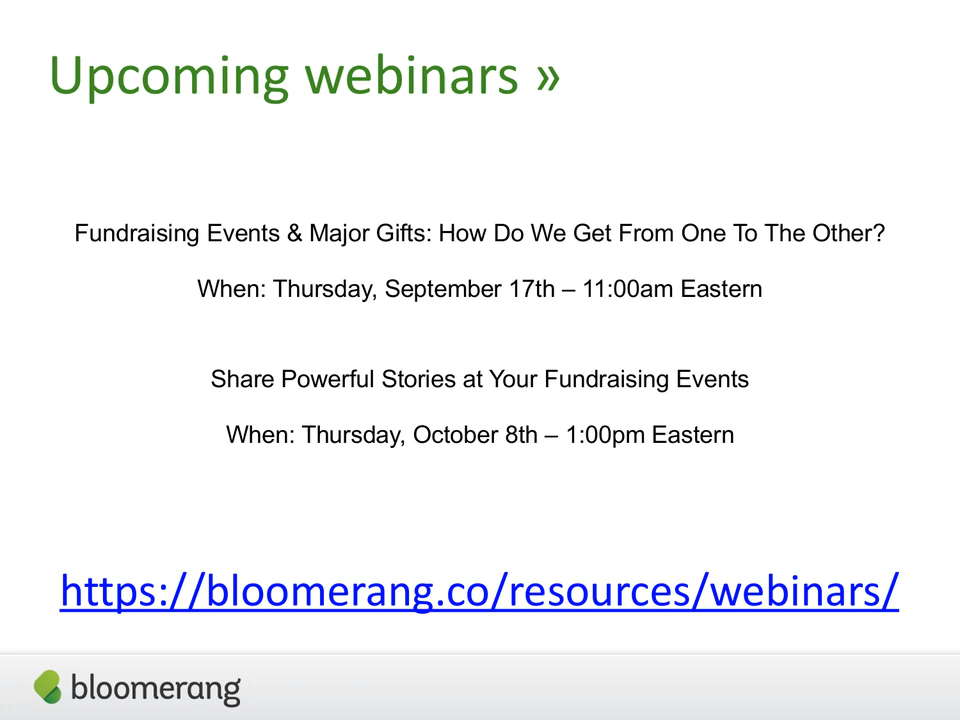 Upcoming webinars »
Fundraising Events & Major Gifts: How Do We Get From One To The Other?
When: Thursday, September 17th – 11:00am Eastern
Share Powerful Stories at Your Fundraising Events
When: Thursday, October 8th – 1:00pm Eastern
https://bloomerang.co/resources/webinars/
bloomerang